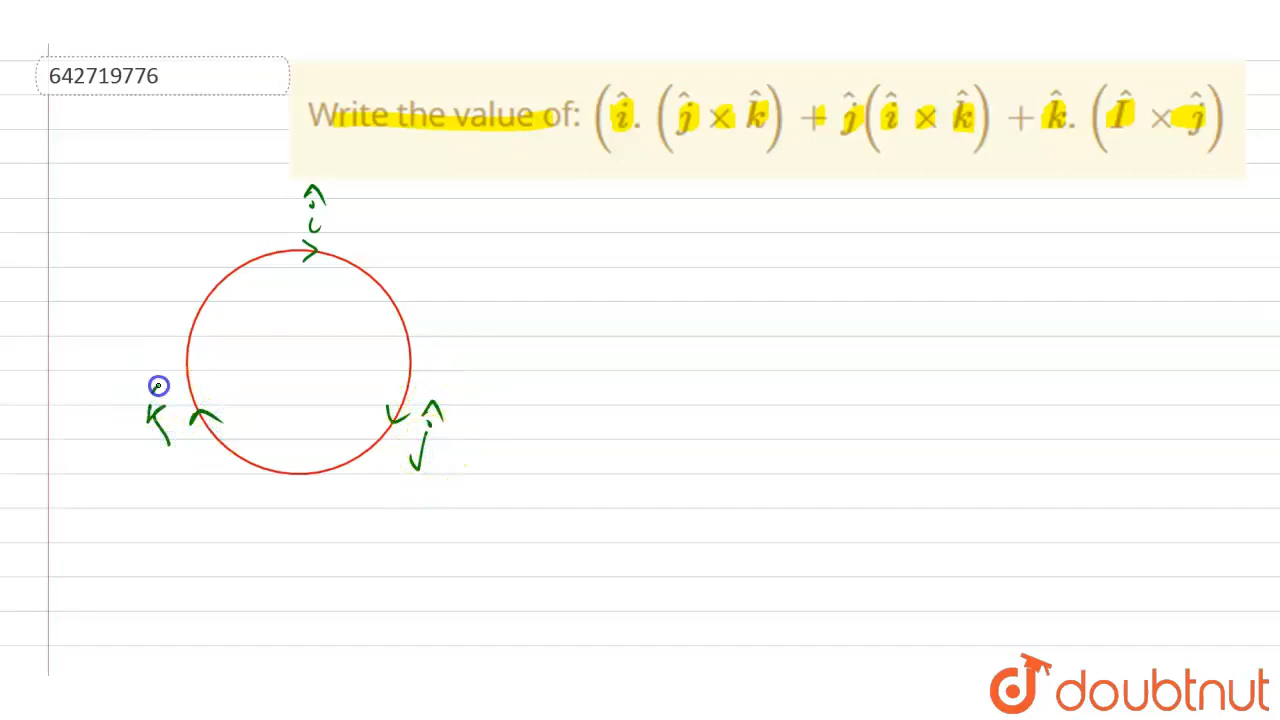 642719776
Write the value of: (î. (ĵ × k̂) + ĵ(î × k̂) + k̂. (Î × ĵ)
î
k
ĵ
doubtnut